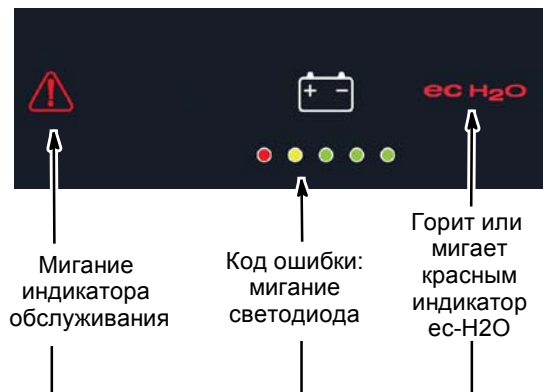 + −
ec H2O
Мигание
индикатора
обслуживания
Код ошибки:
мигание
светодиода
Горит или
мигает
красным
индикатор
ec-H2O